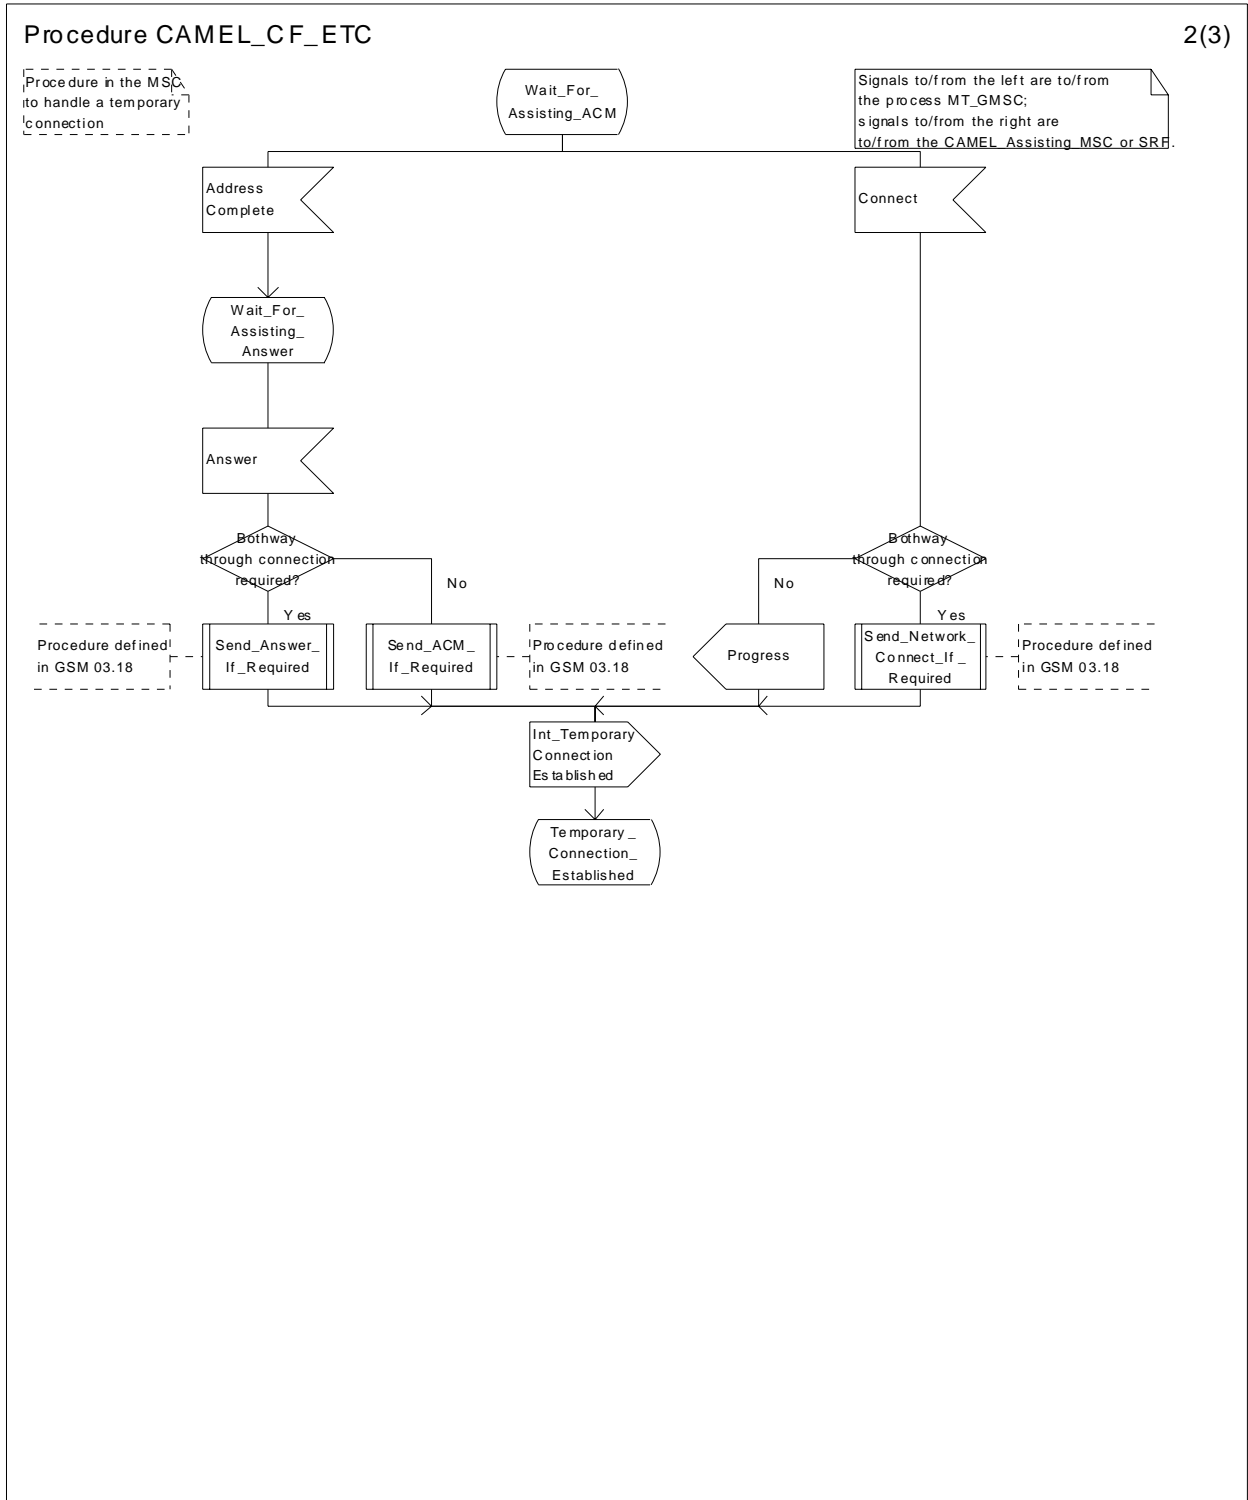 Procedure CAMEL_CF_ETC
2(3)
Procedure in the MSC
to handle a temporary
connection
Wait_For_
Assisting_ACM
Signals to/from the left are to/from
the process MT_GMSC;
signals to/from the right are
to/from the CAMEL_Assisting_MSC or SRF.
Address
Complete
Connect
Wait_For_
Assisting_
Answer
Answer
Bothway
through connection
required?
No
Yes
Bothway
through connection
required?
No
Yes
Procedure defined
in GSM 03.18
Send_Answer_
If_Required
Send_ACM_
If_Required
Procedure defined
in GSM 03.18
Progress
Send_Network_
Connect_If_
Required
Procedure defined
in GSM 03.18
Int_Temporary
Connection
Established
Temporary_
Connection_
Established